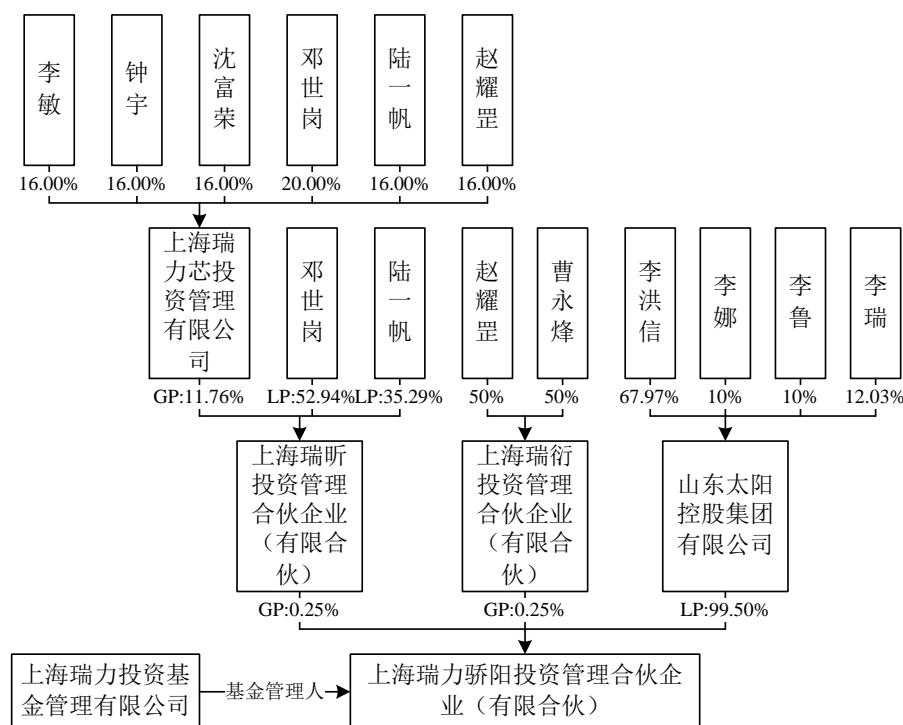 李敏
钟宇
沈富荣
邓世岗
陆一帆
赵耀罡
16.00%
16.00%
16.00%
20.00%
16.00%
16.00%
上海瑞
力芯投
资管理
有限公
司
邓世岗
陆一帆
赵耀罡
曹永烽
李洪信
李娜
李鲁
李瑞
GP:11.76%
LP:52.94%
LP:35.29%
50%
50%
67.97%
10%
10%
12.03%
上海瑞昕
投资管理
合伙企业
（有限合
伙）
上海瑞衍
投资管理
合伙企业
（有限合
伙）
山东太阳
控股集团
有限公司
GP:0.25%
GP:0.25%
LP:99.50%
上海瑞力投资基
金管理有限公司
基金管理人
上海瑞力骄阳投资管理合伙企
业（有限合伙）